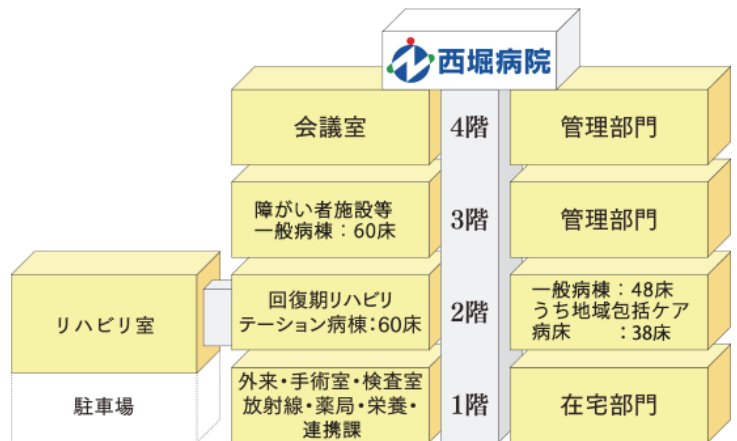 西堀病院
会議室
4階
管理部門
障がい者施設等
一般病棟：60床
3階
管理部門
リハビリ室
回復期リハビリ
テーション病棟：60床
2階
一般病棟：48床
うち地域包括ケア
病床　　：38床
駐車場
外来・手術室・検査室
放射線・薬局・栄養・
連携課
1階
在宅部門